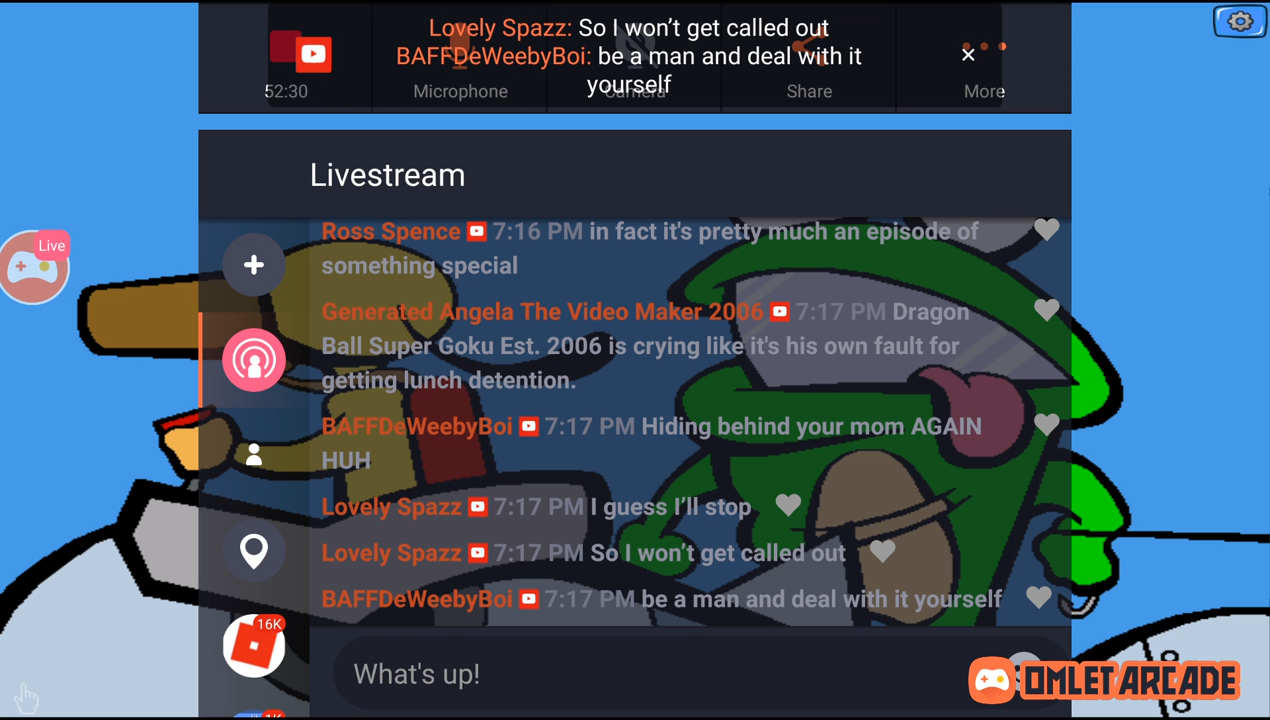 Lovely Spazz: So I won't get called out
BAFFDeWeebyBoi: be a man and deal with it
yourself
52:30
Microphone
Camera
Share
More
Livestream
Live
Ross Spence 7:16 PM in fact it's pretty much an episode of
something special
Generated Angela The Video Maker 2006 7:17 PM Dragon
Ball Super Goku Est. 2006 is crying like it's his own fault for
getting lunch detention.
BAFFDeWeebyBoi 7:17 PM Hiding behind your mom AGAIN
HUH
Lovely Spazz 7:17 PM I guess I'll stop
Lovely Spazz 7:17 PM So I won't get called out
BAFFDeWeebyBoi 7:17 PM be a man and deal with it yourself
16K
1K
What's up!
OMLET ARCADE